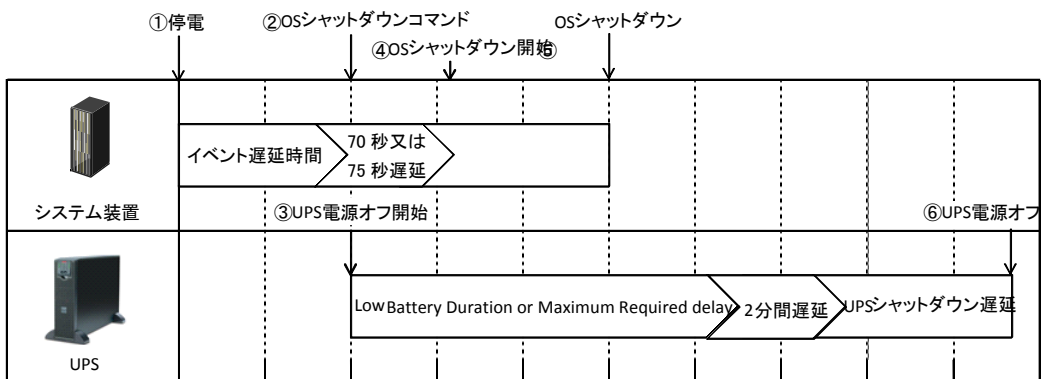 ①停電
②OSシャットダウンコマンド
OSシャットダウン
④OSシャットダウン開始
⑤
イベント遅延時間
70 秒又は
75 秒遅延
システム装置
③UPS電源オフ開始
⑥UPS電源オフ
Low Battery Duration or Maximum Required delay
2分間遅延
UPSシャットダウン遅延
UPS